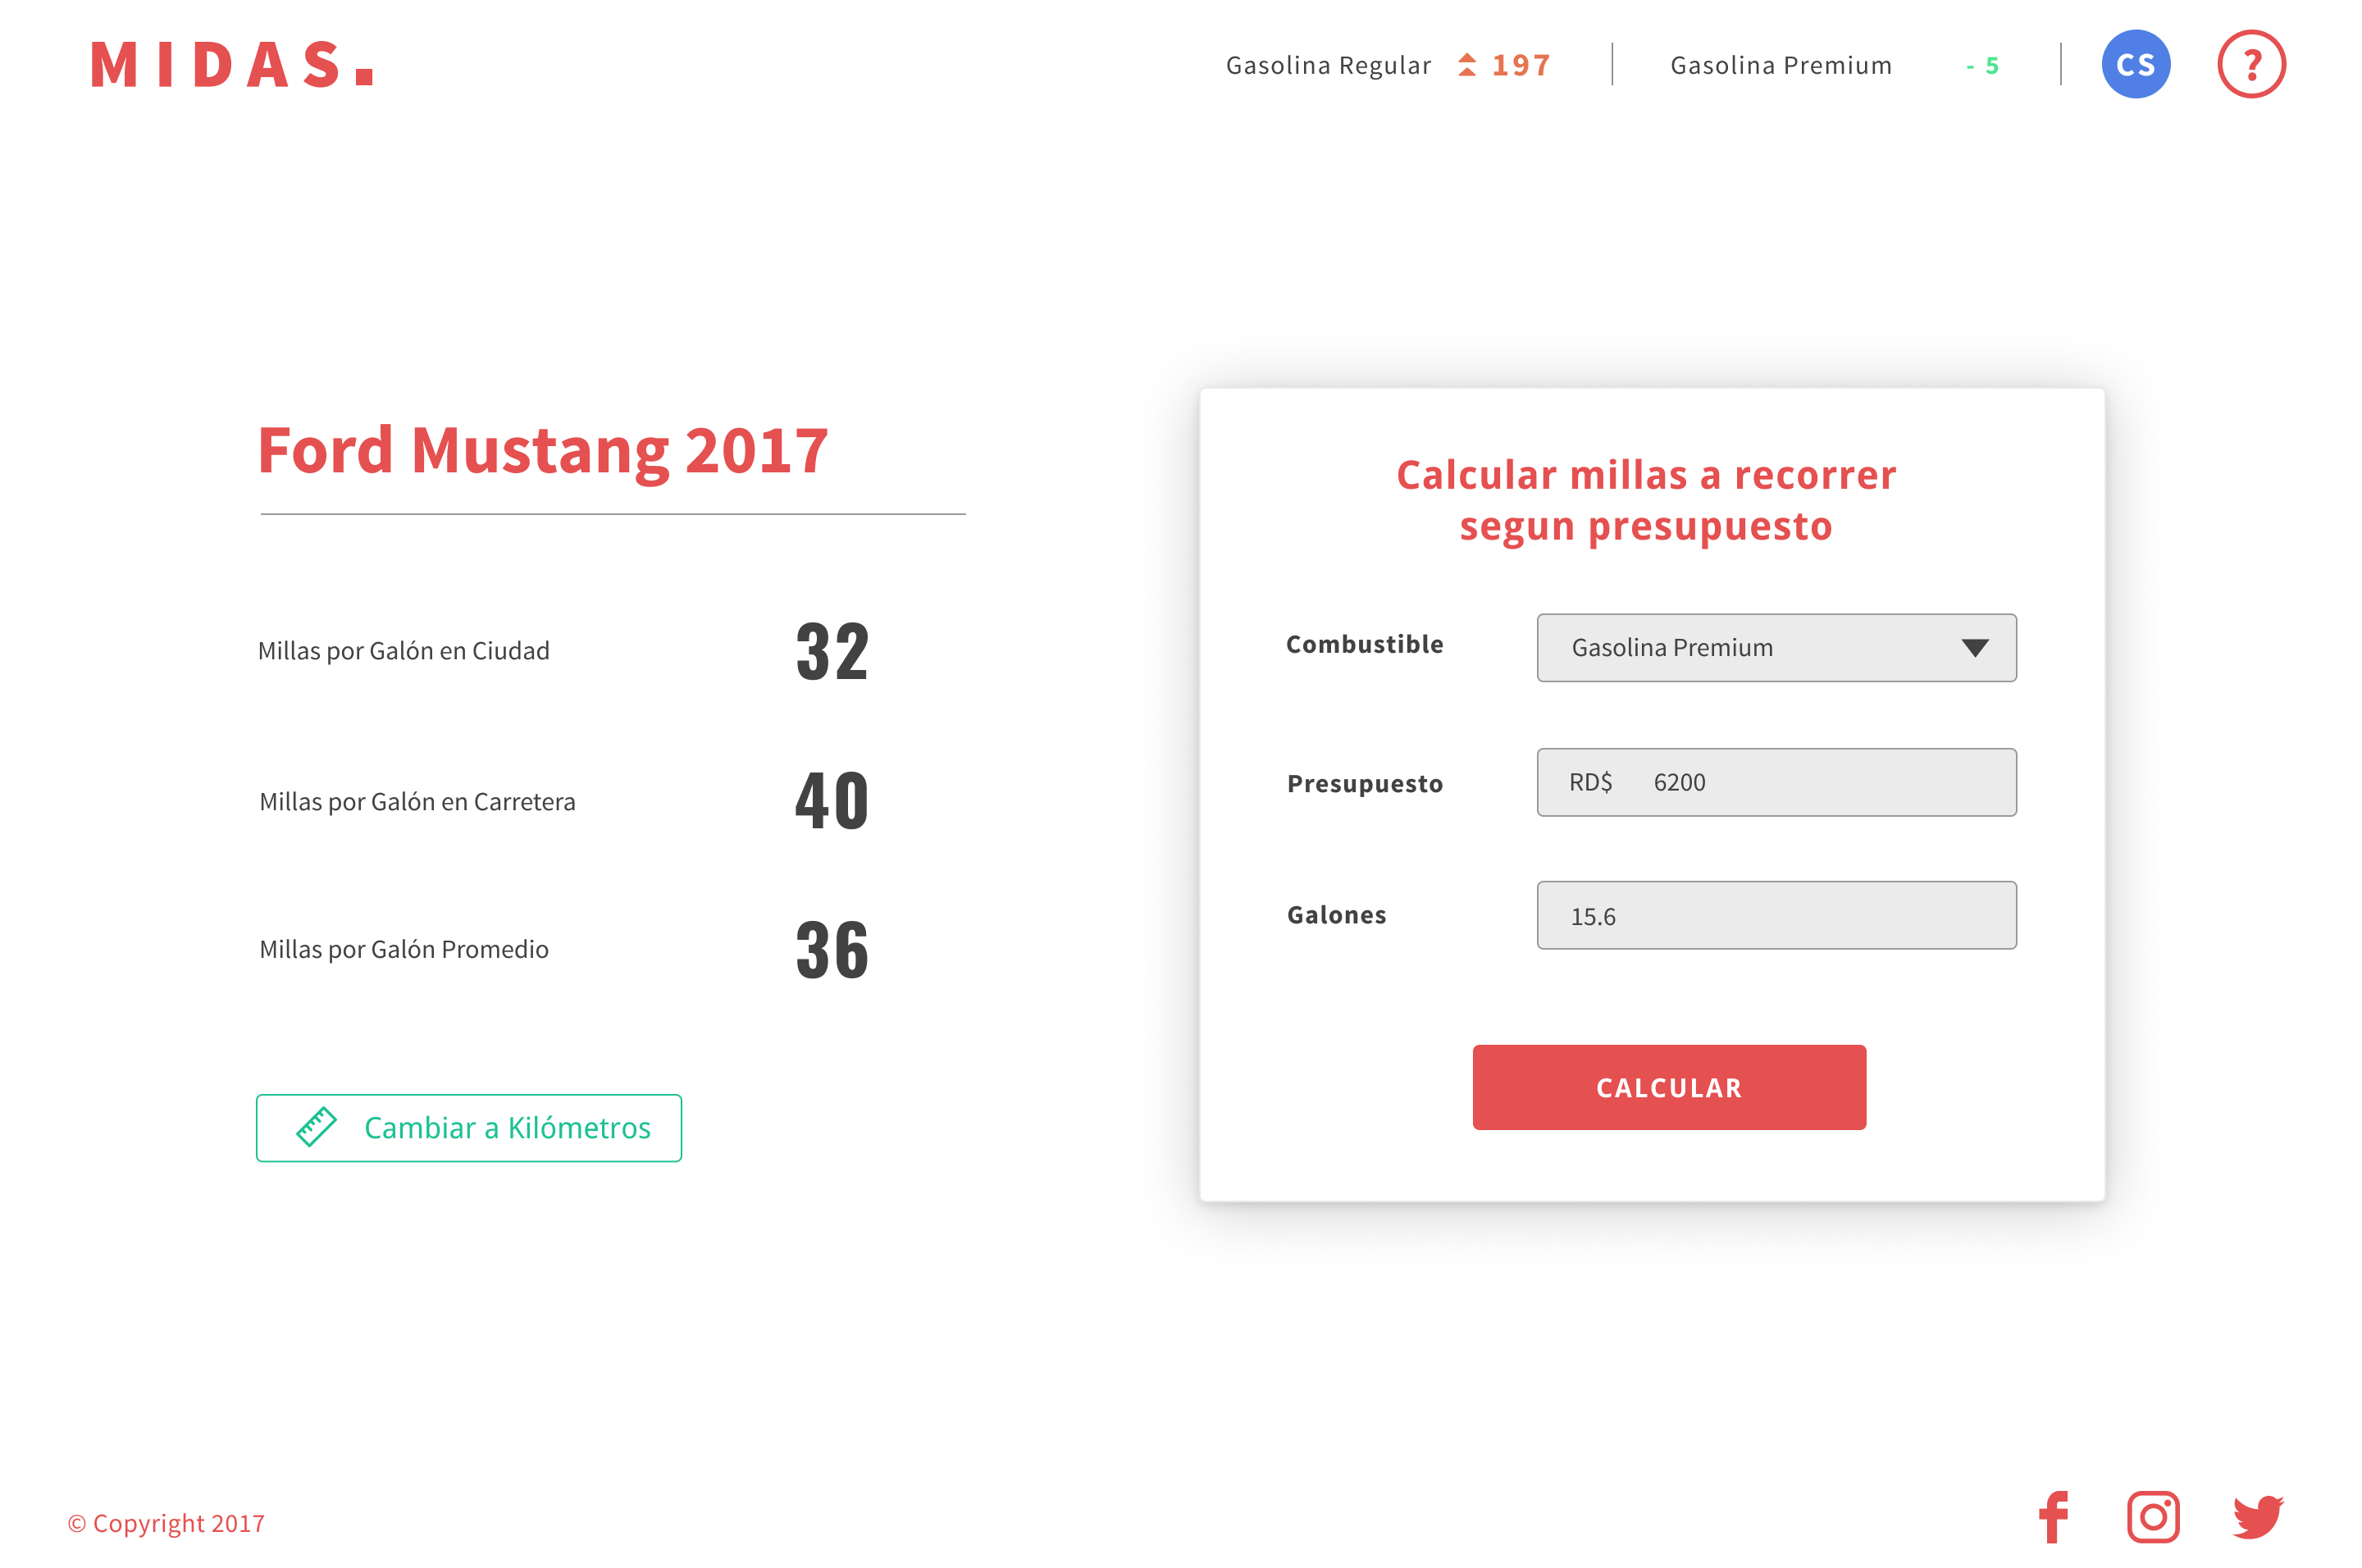 MIDAS.
Gasolina Regular 197
Gasolina Premium - 5
CS
?
Ford Mustang 2017
Millas por Galón en Ciudad 32
Millas por Galón en Carretera 40
Millas por Galón Promedio 36
Cambiar a Kilómetros
Calcular millas a recorrer
segun presupuesto
Combustible Gasolina Premium
Presupuesto RD$ 6200
Galones 15.6
CALCULAR
© Copyright 2017